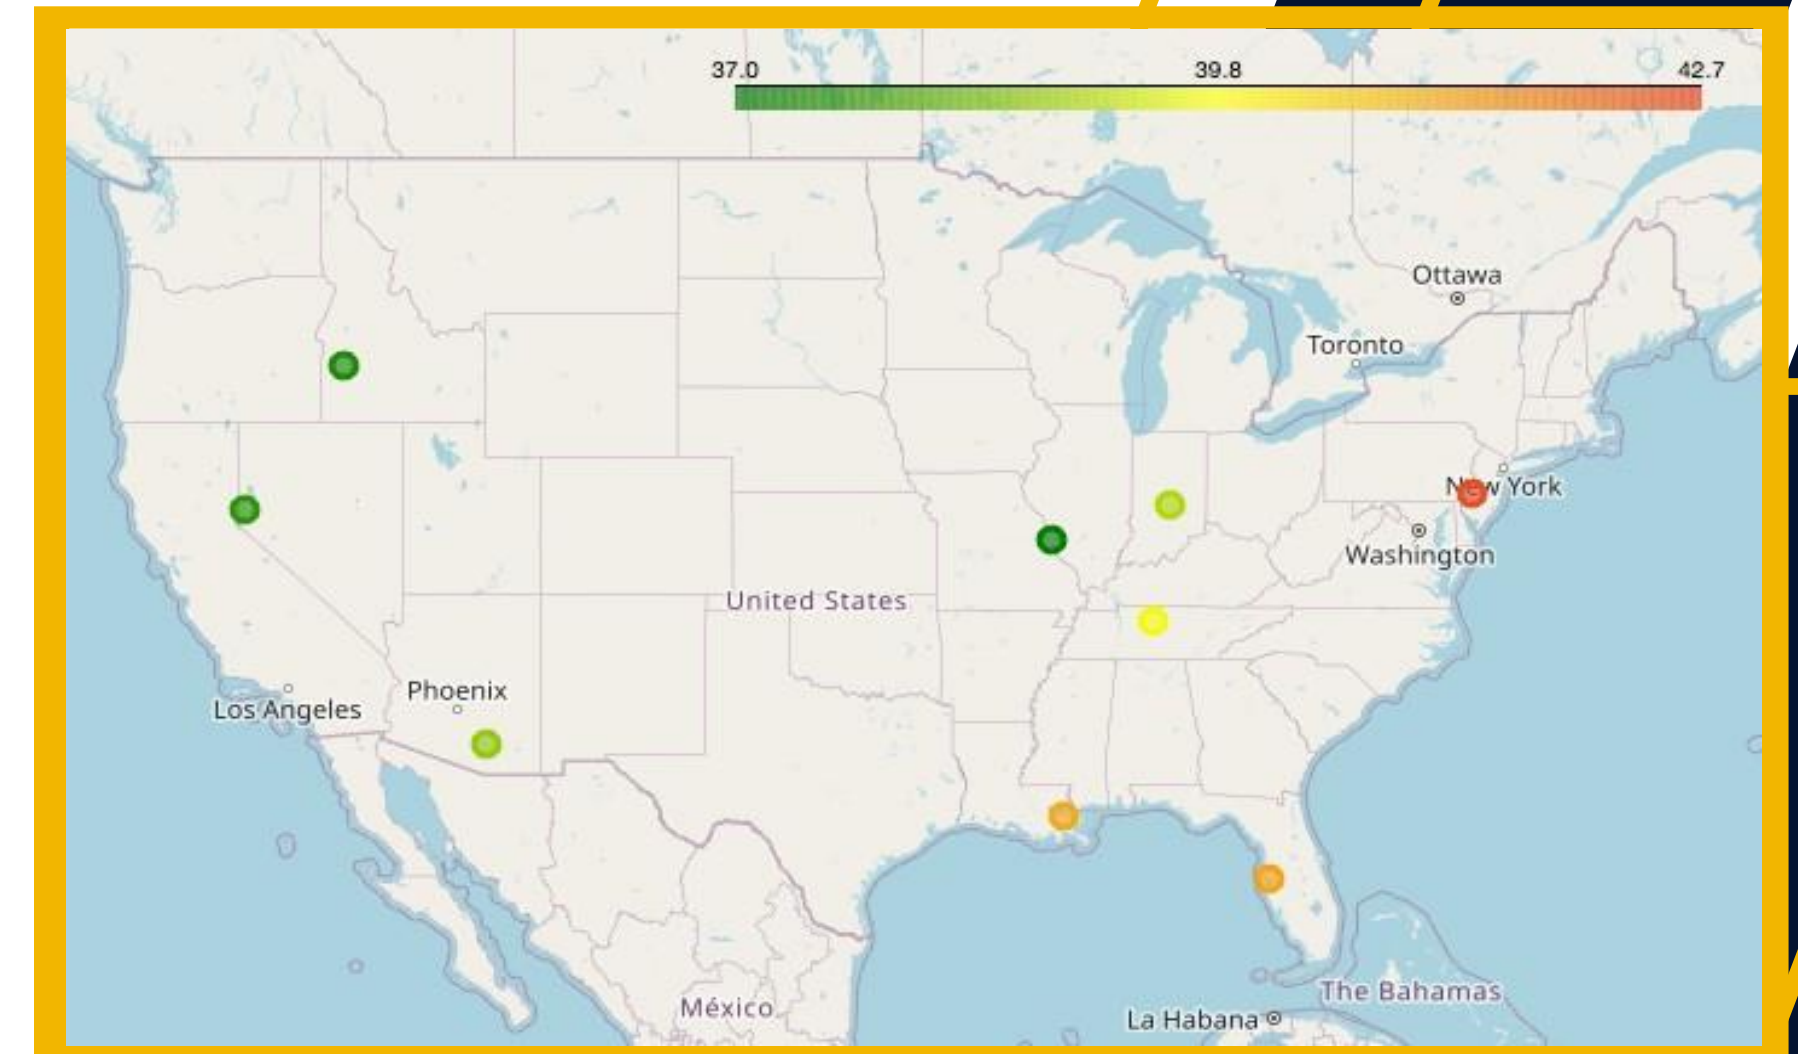 37.0 39.8 42.7
Ottawa
Toronto
New York
Washington
United States
Phoenix
Los Angeles
The Bahamas
México
La Habana